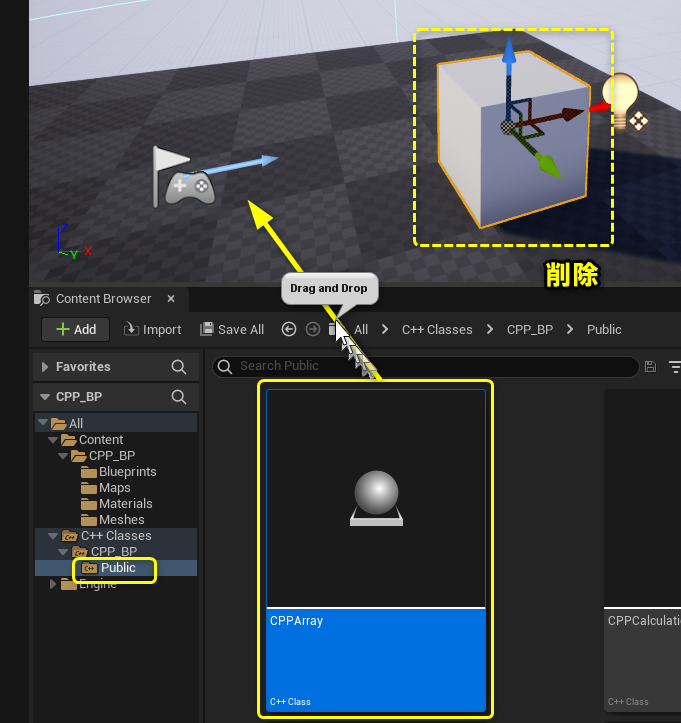 削除
Z
Y
X
Drag and Drop
Content Browser
Add
Import
Save All
All
C++ Classes
CPP_BP
Public
Favorites
Search Public
CPP_BP
All
Content
CPP_BP
Blueprints
Maps
Materials
Meshes
C++ Classes
CPP_BP
C++ Public
Engine
CPPArray
C++ Class
CPPCalculati
C++ Class